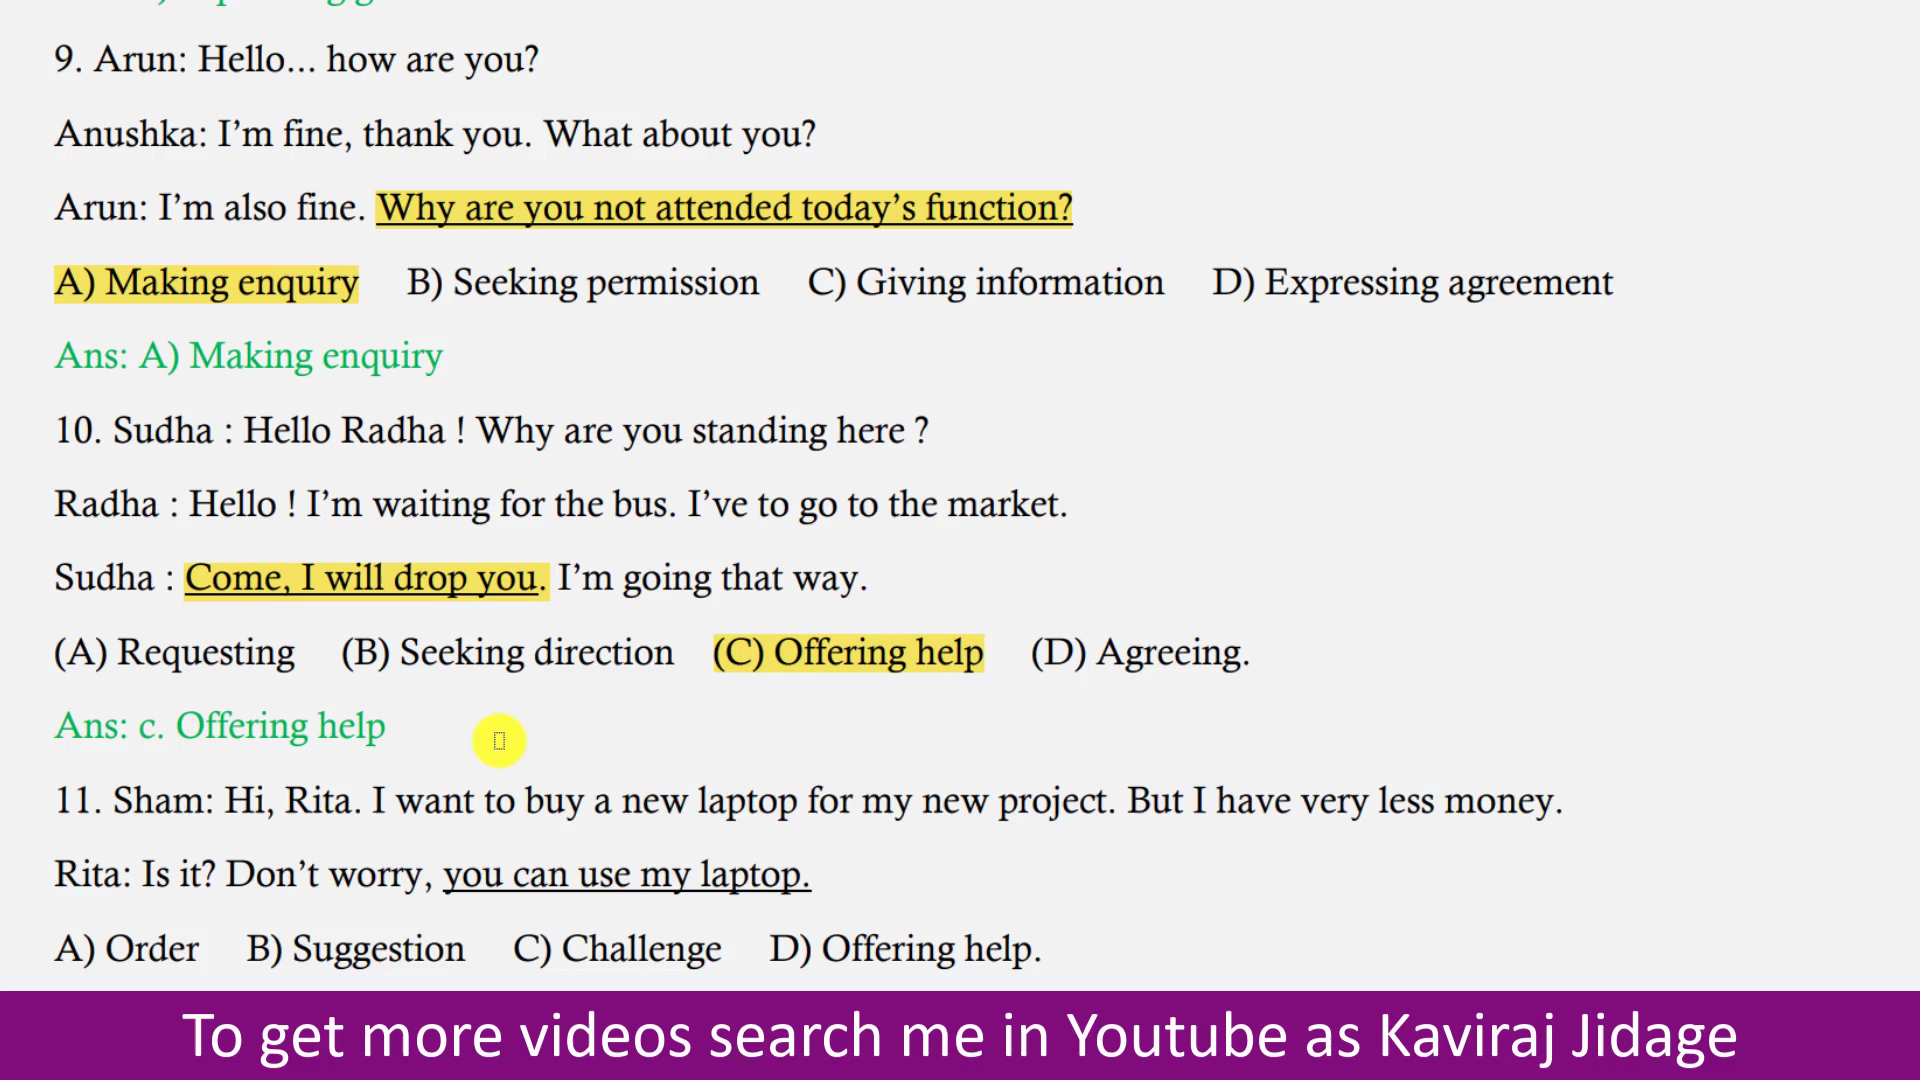 9. Arun: Hello... how are you?
Anushka: I’m fine, thank you. What about you?
Arun: I’m also fine. Why are you not attended today’s function?
A) Making enquiry B) Seeking permission C) Giving information D) Expressing agreement
Ans: A) Making enquiry
10. Sudha : Hello Radha ! Why are you standing here ?
Radha : Hello ! I’m waiting for the bus. I’ve to go to the market.
Sudha : Come, I will drop you. I’m going that way.
(A) Requesting (B) Seeking direction (C) Offering help (D) Agreeing.
Ans: c. Offering help
11. Sham: Hi, Rita. I want to buy a new laptop for my new project. But I have very less money.
Rita: Is it? Don’t worry, you can use my laptop.
A) Order B) Suggestion C) Challenge D) Offering help.
To get more videos search me in Youtube as Kaviraj Jidage